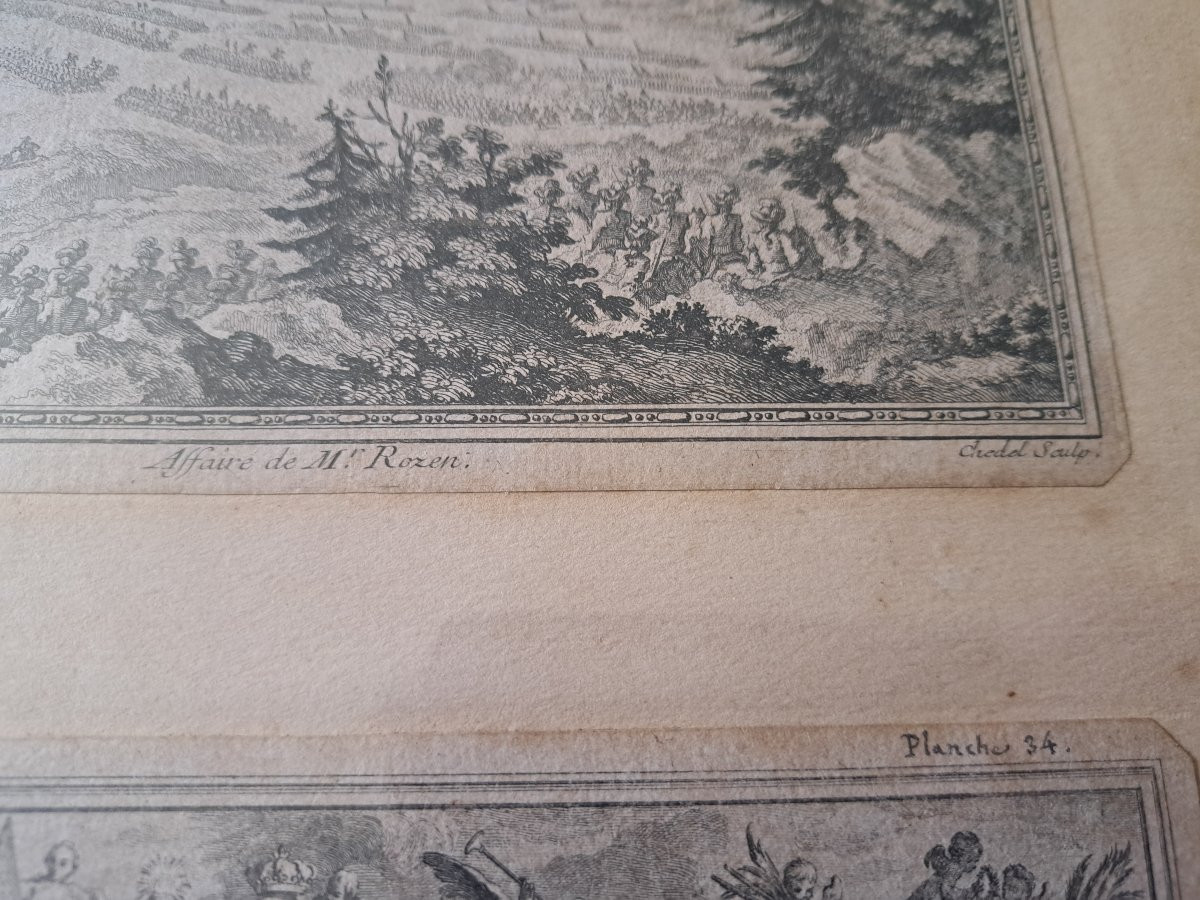 Affaire de Mr. Rozen.
Chedel Sculp.
Planche 34.